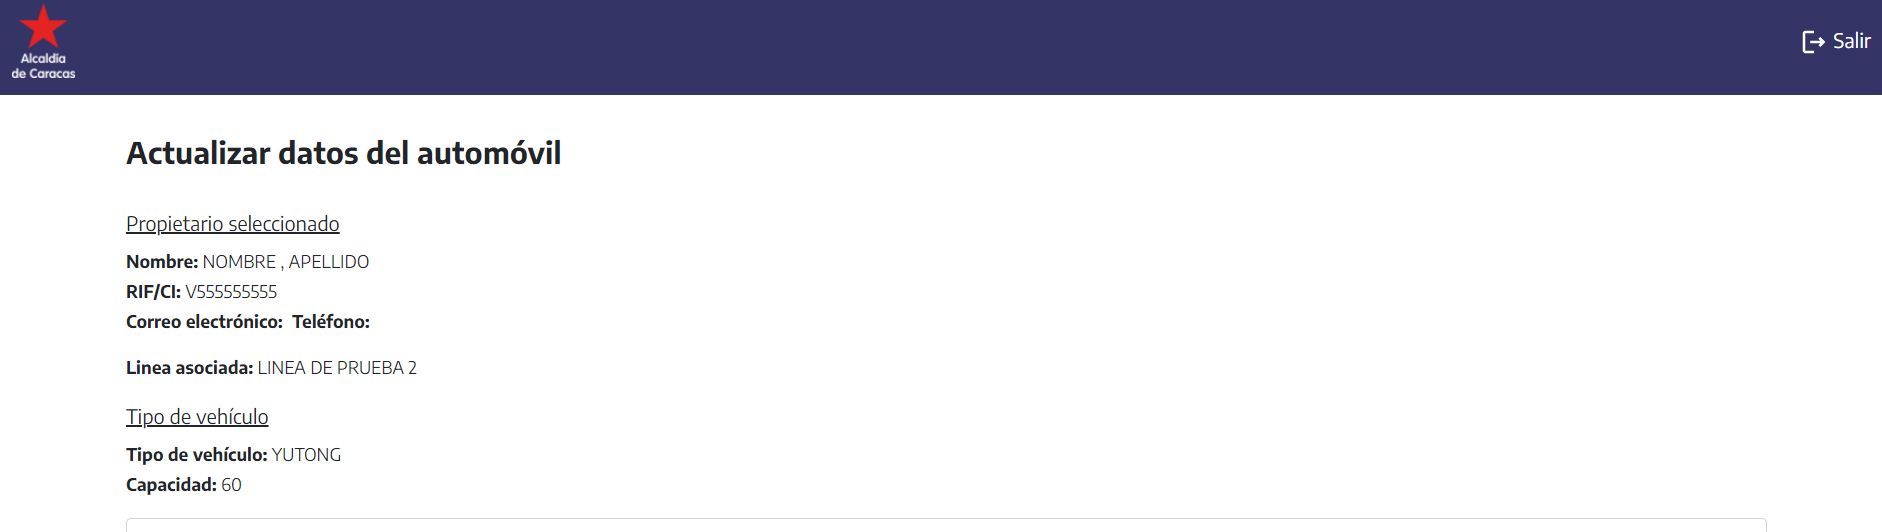 Alcaldía
de Caracas
Salir
Actualizar datos del automóvil
Propietario seleccionado
Nombre: NOMBRE , APELLIDO
RIF/CI: V555555555
Correo electrónico: Teléfono:
Linea asociada: LINEA DE PRUEBA 2
Tipo de vehículo
Tipo de vehículo: YUTONG
Capacidad: 60